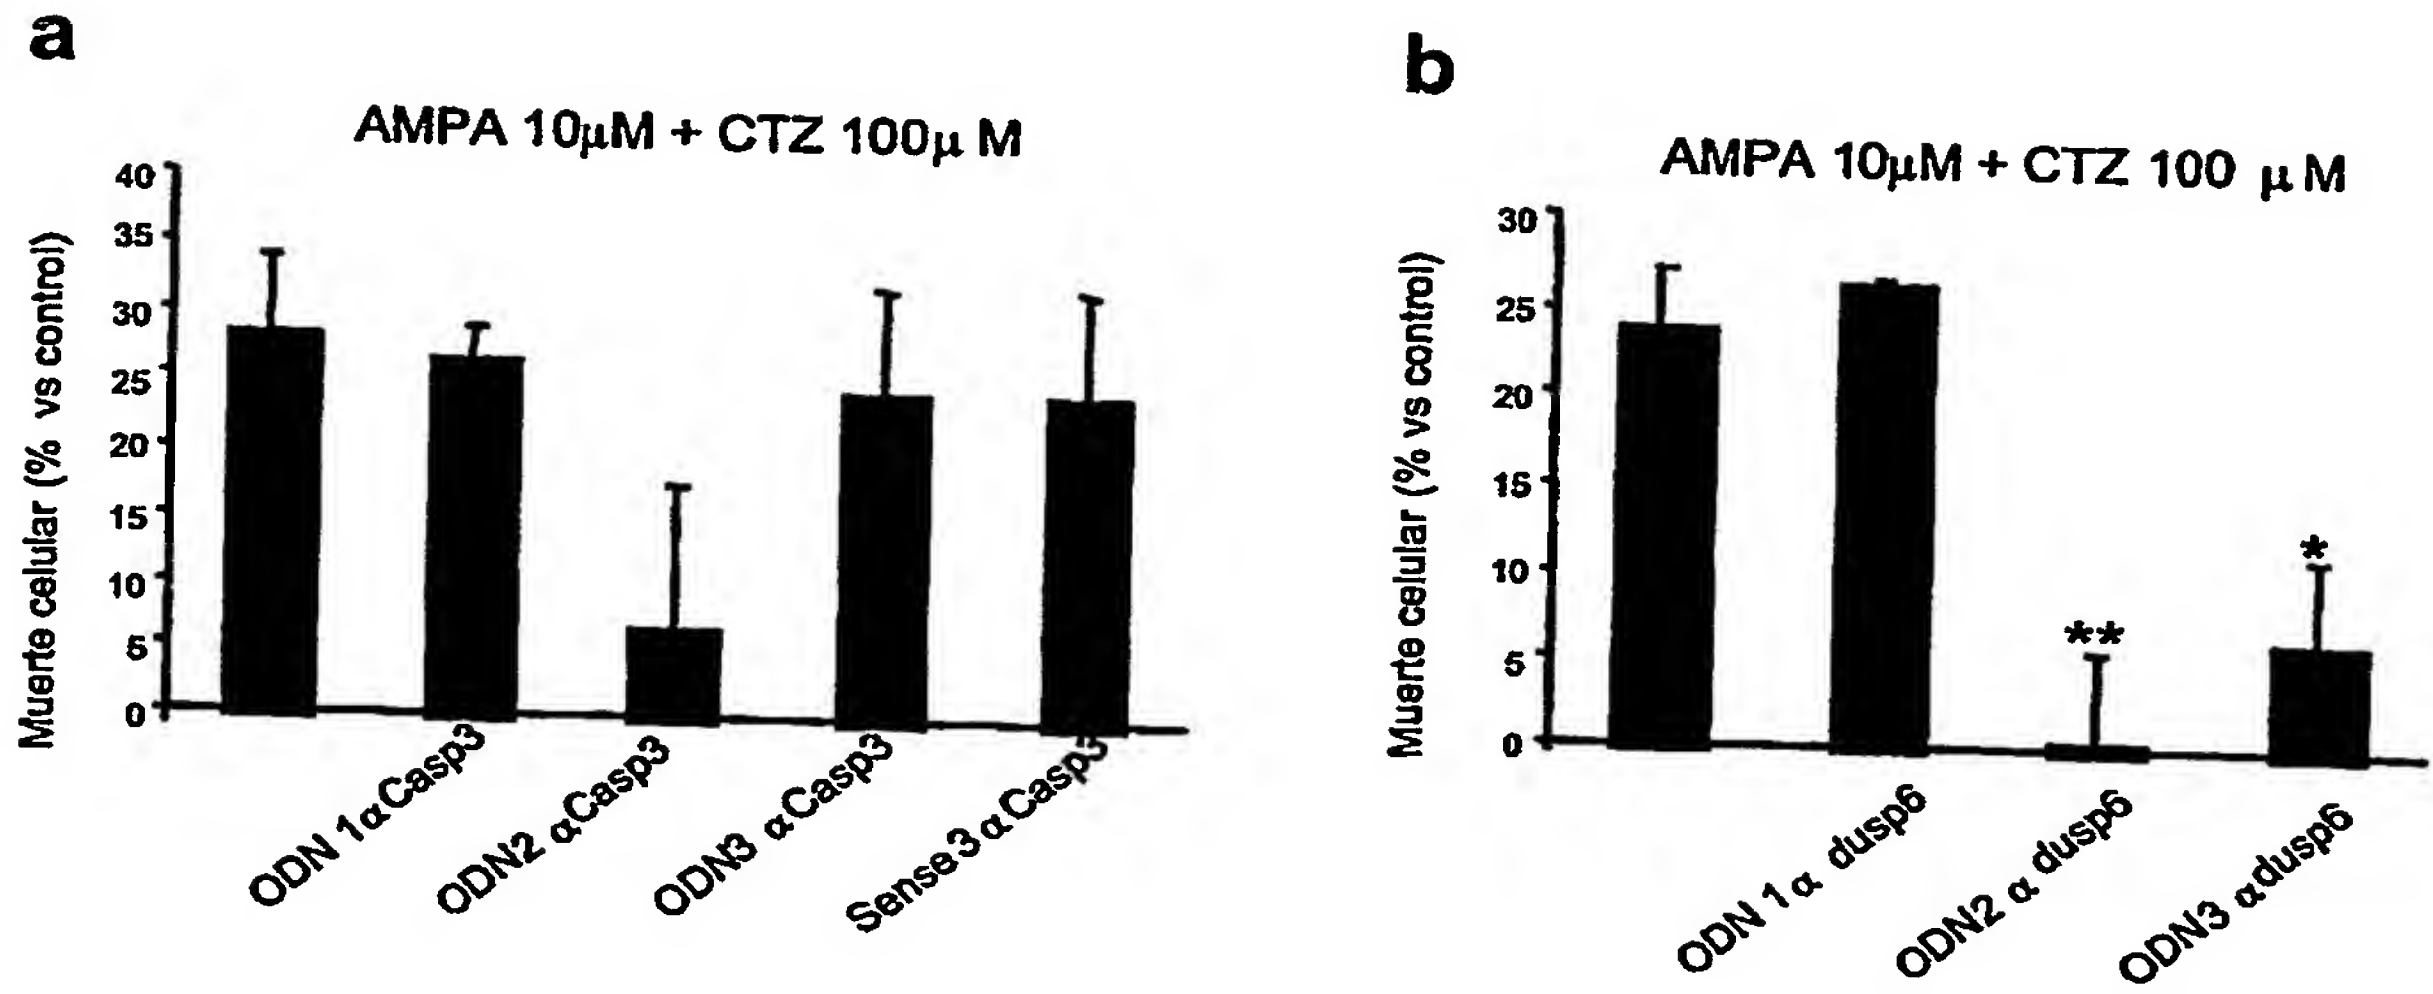 a
AMPA 10µM + CTZ 100µ M
Muerte celular (% vs control)
40
35
30
25
20
15
10
5
0
ODN 1αCasp3
ODN2 αCasp3
ODN3 αCasp3
Sense3αCasp3
b
AMPA 10µM + CTZ 100 µ M
Muerte celular (% vs control)
30
25
20
15
10
5
0
**
*
ODN 1α dusp6
ODN2 α dusp6
ODN3 αdusp6